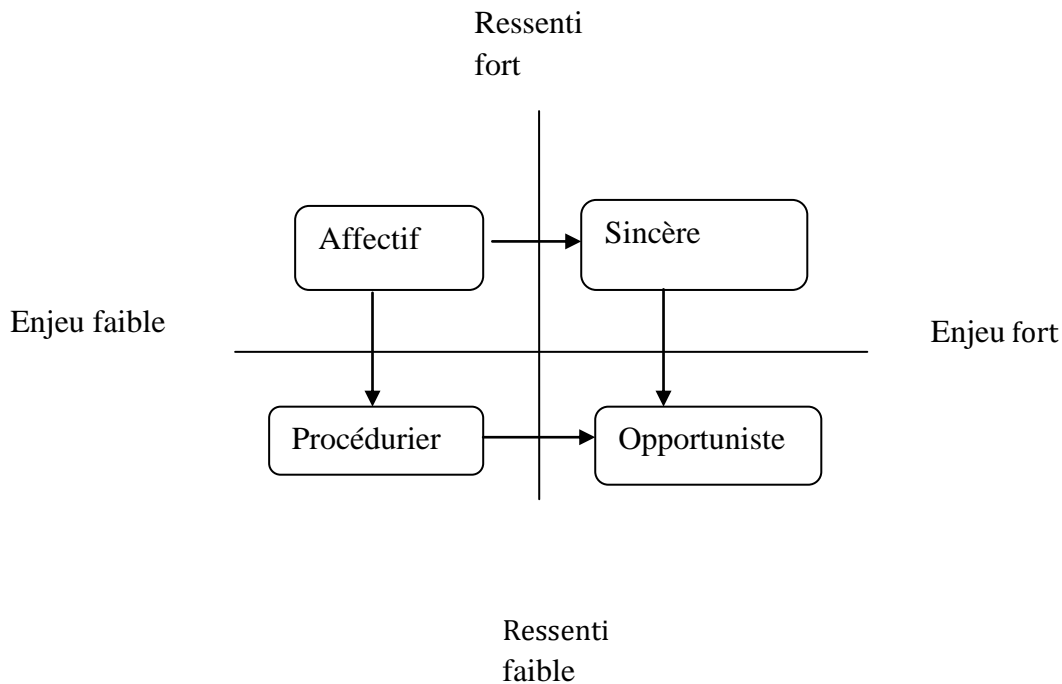 Ressenti
fort
Affectif
Sincère
Enjeu faible
Enjeu fort
Procédurier
Opportuniste
Ressenti
faible